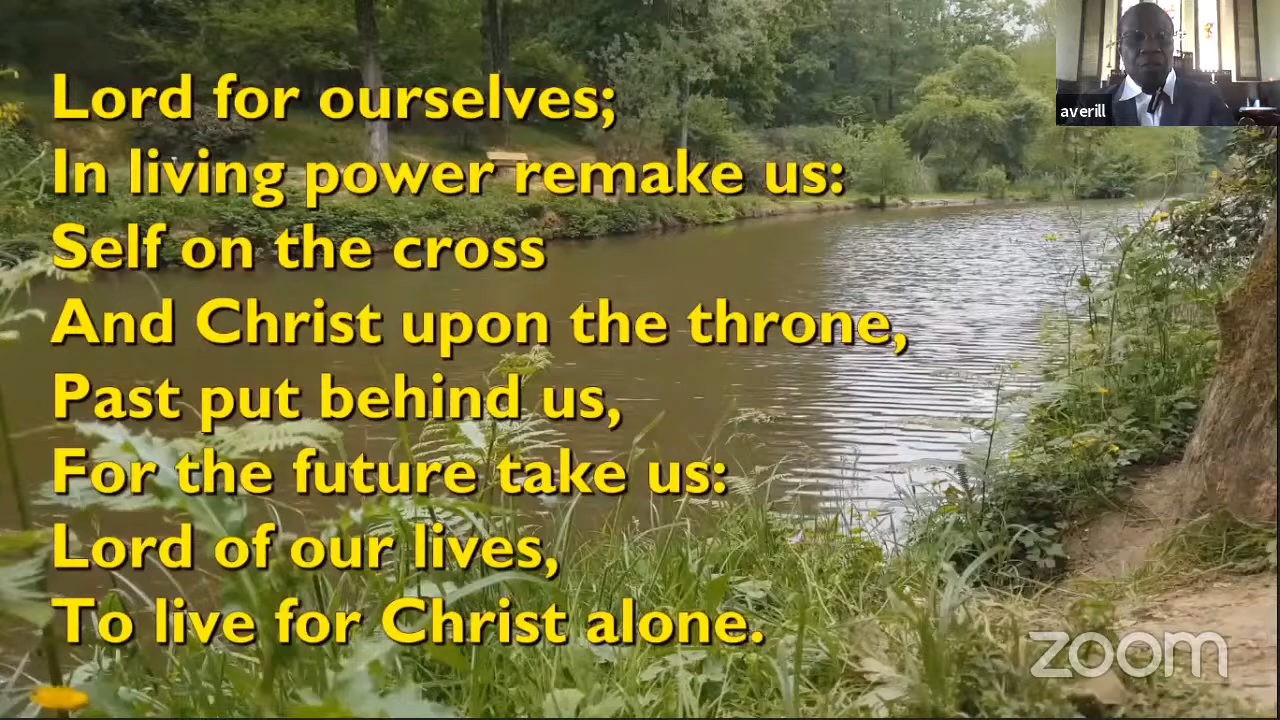 Lord for ourselves;
In living power remake us:
Self on the cross
And Christ upon the throne,
Past put behind us,
For the future take us:
Lord of our lives,
To live for Christ alone.
averill
zoom